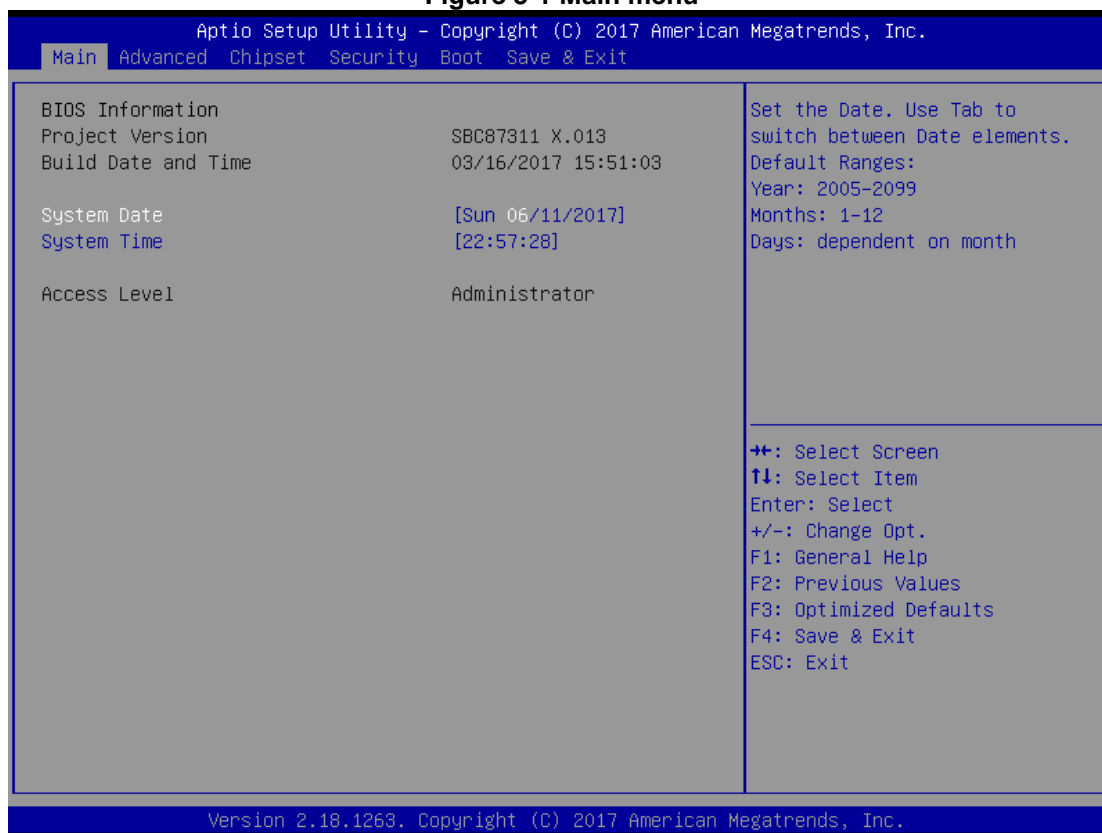 Aptio Setup Utility – Copyright (C) 2017 American Megatrends, Inc.
Main Advanced Chipset Security Boot Save & Exit
BIOS Information
Project Version SBC87311 X.013
Build Date and Time 03/16/2017 15:51:03
System Date [Sun 06/11/2017]
System Time [22:57:28]
Access Level Administrator
Set the Date. Use Tab to
switch between Date elements.
Default Ranges:
Year: 2005-2099
Months: 1-12
Days: dependent on month
→←: Select Screen
↑↓: Select Item
Enter: Select
+/-: Change Opt.
F1: General Help
F2: Previous Values
F3: Optimized Defaults
F4: Save & Exit
ESC: Exit
Version 2.18.1263. Copyright (C) 2017 American Megatrends, Inc.